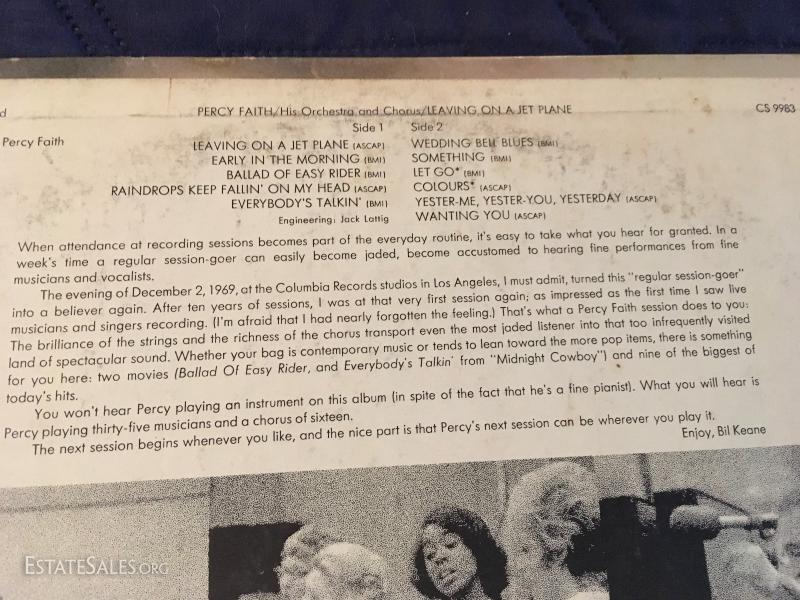 d
PERCY FAITH/His Orchestra and Chorus/LEAVING ON A JET PLANE
CS 9983
Percy Faith
Side 1
LEAVING ON A JET PLANE (ASCAP)
EARLY IN THE MORNING (BMI)
BALLAD OF EASY RIDER (BMI)
RAINDROPS KEEP FALLIN' ON MY HEAD (ASCAP)
EVERYBODY'S TALKIN' (BMI)
Engineering: Jack Lattig
Side 2
WEDDING BELL BLUES (BMI)
SOMETHING (BMI)
LET GO* (BMI)
COLOURS* (ASCAP)
YESTER-ME, YESTER-YOU, YESTERDAY (ASCAP)
WANTING YOU (ASCAP)
When attendance at recording sessions becomes part of the everyday routine, it's easy to take what you hear for granted. In a
week's time a regular session-goer can easily become jaded, become accustomed to hearing fine performances from fine
musicians and vocalists.
The evening of December 2, 1969, at the Columbia Records studios in Los Angeles, I must admit, turned this "regular session-goer"
into a believer again. After ten years of sessions, I was at that very first session again; as impressed as the first time I saw live
musicians and singers recording. (I'm afraid that I had nearly forgotten the feeling.) That's what a Percy Faith session does to you:
The brilliance of the strings and the richness of the chorus transport even the most jaded listener into that too infrequently visited
land of spectacular sound. Whether your bag is contemporary music or tends to lean toward the more pop items, there is something
for you here: two movies (Ballad Of Easy Rider, and Everybody's Talkin' from "Midnight Cowboy") and nine of the biggest of
today's hits.
You won't hear Percy playing an instrument on this album (in spite of the fact that he's a fine pianist). What you will hear is
Percy playing thirty-five musicians and a chorus of sixteen.
The next session begins whenever you like, and the nice part is that Percy's next session can be wherever you play it.
Enjoy, Bil Keane
ESTATESALES.ORG